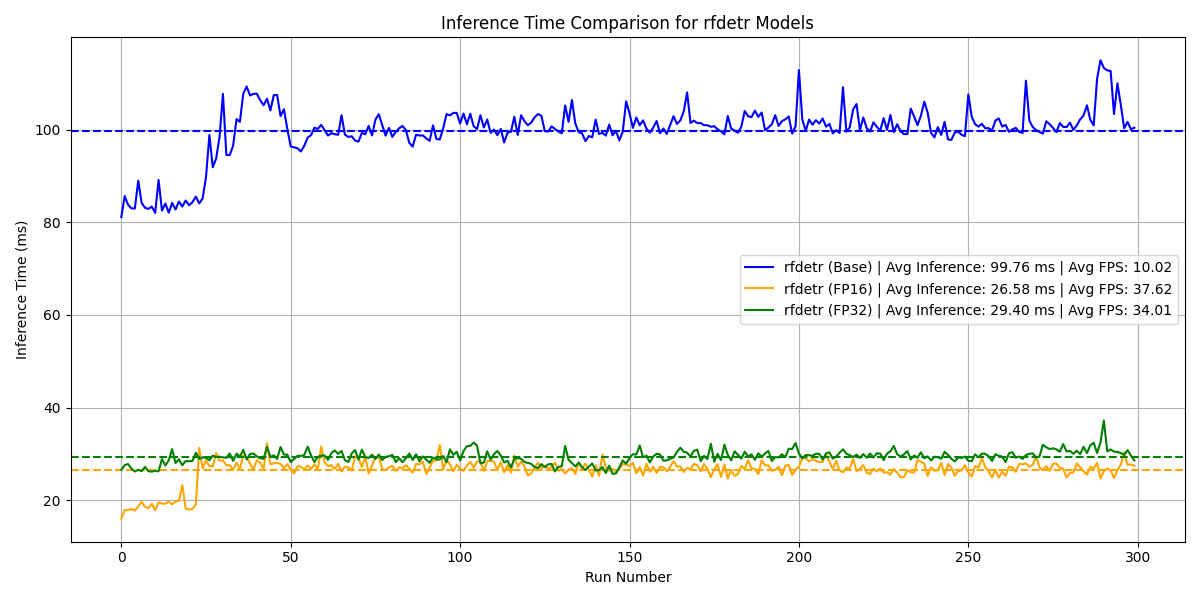 Inference Time Comparison for rfdetr Models
Inference Time (ms)
100
80
60
40
20
rfdetr (Base) | Avg Inference: 99.76 ms | Avg FPS: 10.02
rfdetr (FP16) | Avg Inference: 26.58 ms | Avg FPS: 37.62
rfdetr (FP32) | Avg Inference: 29.40 ms | Avg FPS: 34.01
0 50 100 150 200 250 300
Run Number